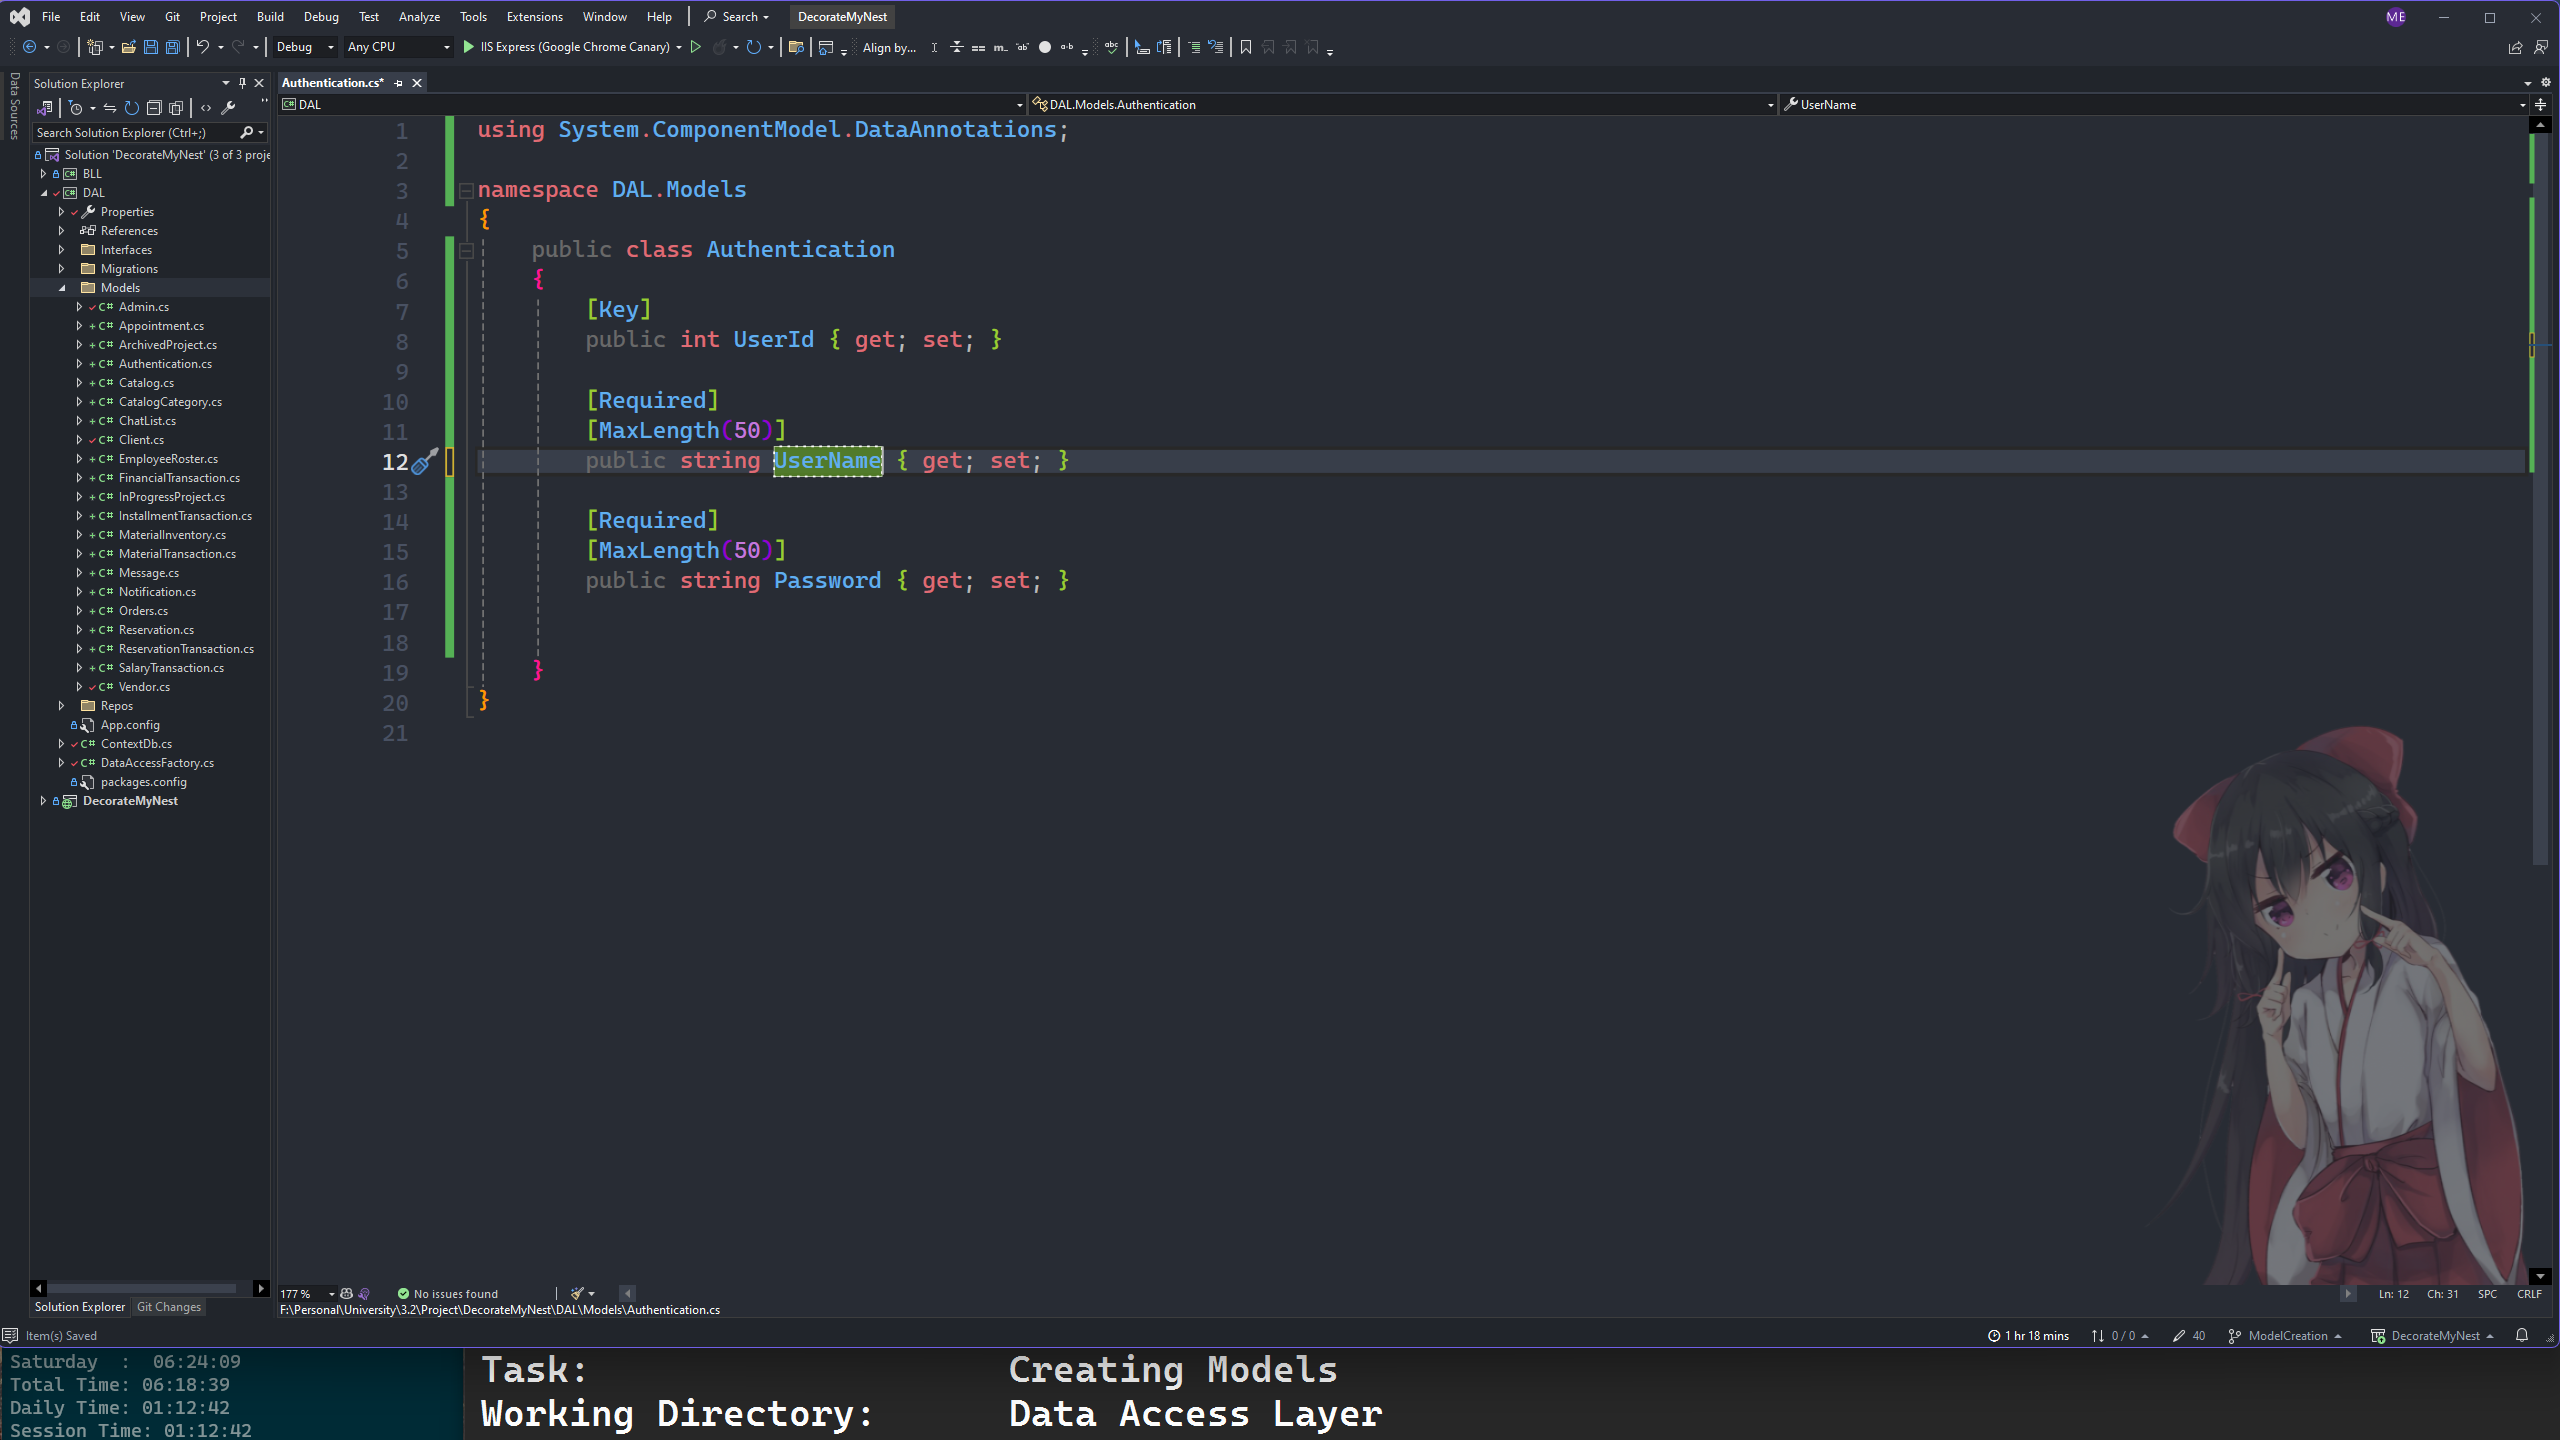 File Edit View Git Project Build Debug Test Analyze Tools Extensions Window Help Search DecorateMyNest ME
Debug Any CPU IIS Express (Google Chrome Canary) Align by...
Data Sources
Solution Explorer
Search Solution Explorer (Ctrl+;)
Solution 'DecorateMyNest' (3 of 3 proje
BLL
DAL
Properties
References
Interfaces
Migrations
Models
C# Admin.cs
C# Appointment.cs
C# ArchivedProject.cs
C# Authentication.cs
C# Catalog.cs
C# CatalogCategory.cs
C# ChatList.cs
C# Client.cs
C# EmployeeRoster.cs
C# FinancialTransaction.cs
C# InProgressProject.cs
C# InstallmentTransaction.cs
C# MaterialInventory.cs
C# MaterialTransaction.cs
C# Message.cs
C# Notification.cs
C# Orders.cs
C# Reservation.cs
C# ReservationTransaction.cs
C# SalaryTransaction.cs
C# Vendor.cs
Repos
App.config
C# ContextDb.cs
C# DataAccessFactory.cs
packages.config
DecorateMyNest
Solution Explorer Git Changes
Authentication.cs*
DAL DAL.Models.Authentication UserName
1 using System.ComponentModel.DataAnnotations;
2
3 namespace DAL.Models
4 {
5 public class Authentication
6 {
7 [Key]
8 public int UserId { get; set; }
9
10 [Required]
11 [MaxLength(50)]
12 public string UserName { get; set; }
13
14 [Required]
15 [MaxLength(50)]
16 public string Password { get; set; }
17
18
19 }
20 }
21
177 % No issues found Ln: 12 Ch: 31 SPC CRLF
F:\Personal\University\3.2\Project\DecorateMyNest\DAL\Models\Authentication.cs
Item(s) Saved 1 hr 18 mins 0 / 0 40 ModelCreation DecorateMyNest
Saturday : 06:24:09
Total Time: 06:18:39
Daily Time: 01:12:42
Session Time: 01:12:42
Task: Creating Models
Working Directory: Data Access Layer